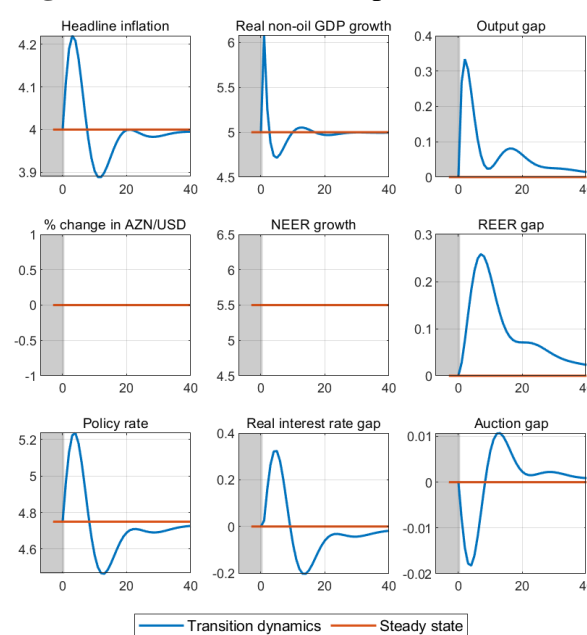 Headline inflation
4.2
4.1
4
3.9
0 20 40
Real non-oil GDP growth
6
5.5
5
4.5
0 20 40
Output gap
0.4
0.3
0.2
0.1
0
0 20 40
% change in AZN/USD
1
0.5
0
-0.5
-1
0 20 40
NEER growth
6.5
6
5.5
5
4.5
0 20 40
REER gap
0.3
0.2
0.1
0
0 20 40
Policy rate
5.2
5
4.8
4.6
0 20 40
Real interest rate gap
0.4
0.2
0
-0.2
0 20 40
Auction gap
0.01
0
-0.01
-0.02
0 20 40
Transition dynamics Steady state